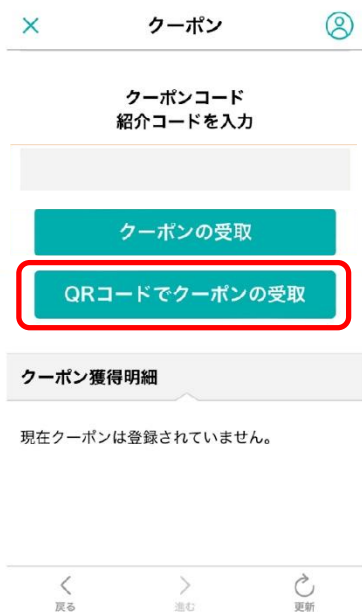 クーポン
クーポンコード
紹介コードを入力
クーポンの受取
QRコードでクーポンの受取
クーポン獲得明細
現在クーポンは登録されていません。
戻る
進む
更新